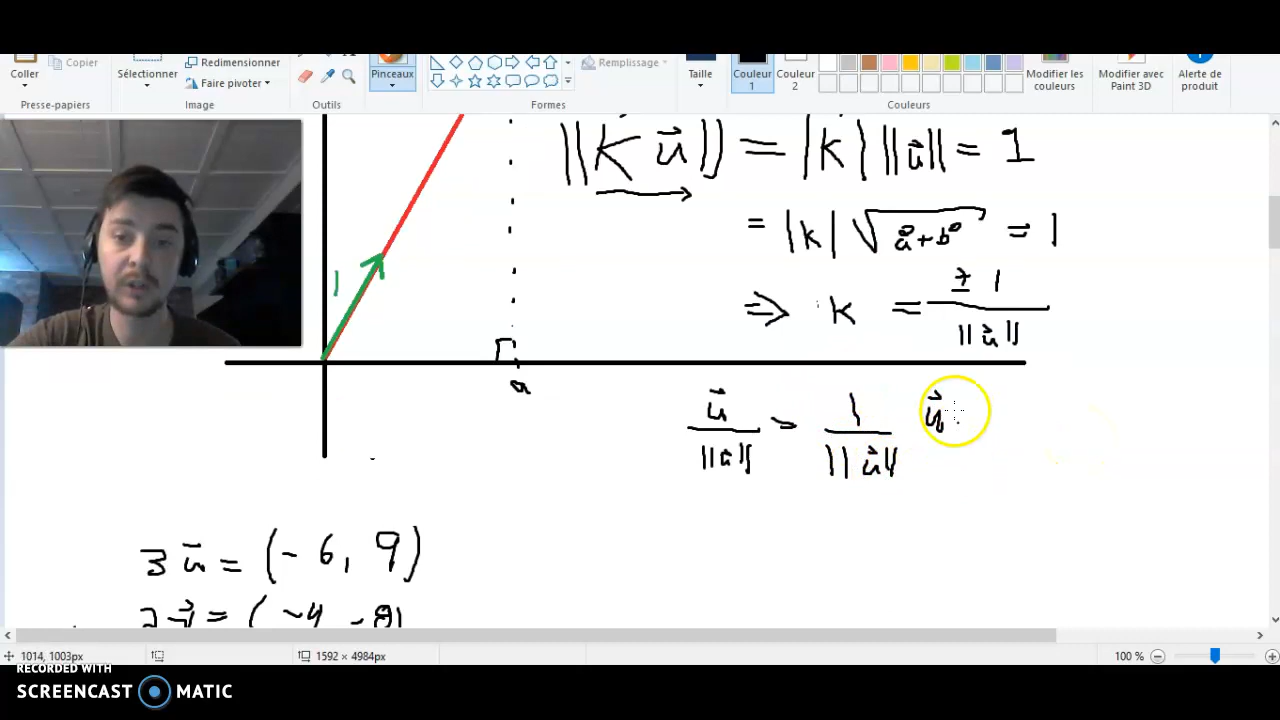 Coller
Copier
Presse-papiers
Sélectionner
Redimensionner
Faire pivoter
Image
Outils
Pinceaux
Formes
Remplissage
Taille
Couleur 1
Couleur 2
Couleurs
Modifier les couleurs
Modifier avec Paint 3D
Alerte de produit
||K u⃗|| = |K| ||u⃗|| = 1
= |k| √a²+b² = 1
1
⇒ k = ± 1 / ||u⃗||
a
u⃗ / ||u⃗|| = 1 / ||u⃗|| u⃗
3 u⃗ = (-6, 9)
1014, 1003px
1592 × 4984px
100 %
RECORDED WITH
SCREENCAST MATIC